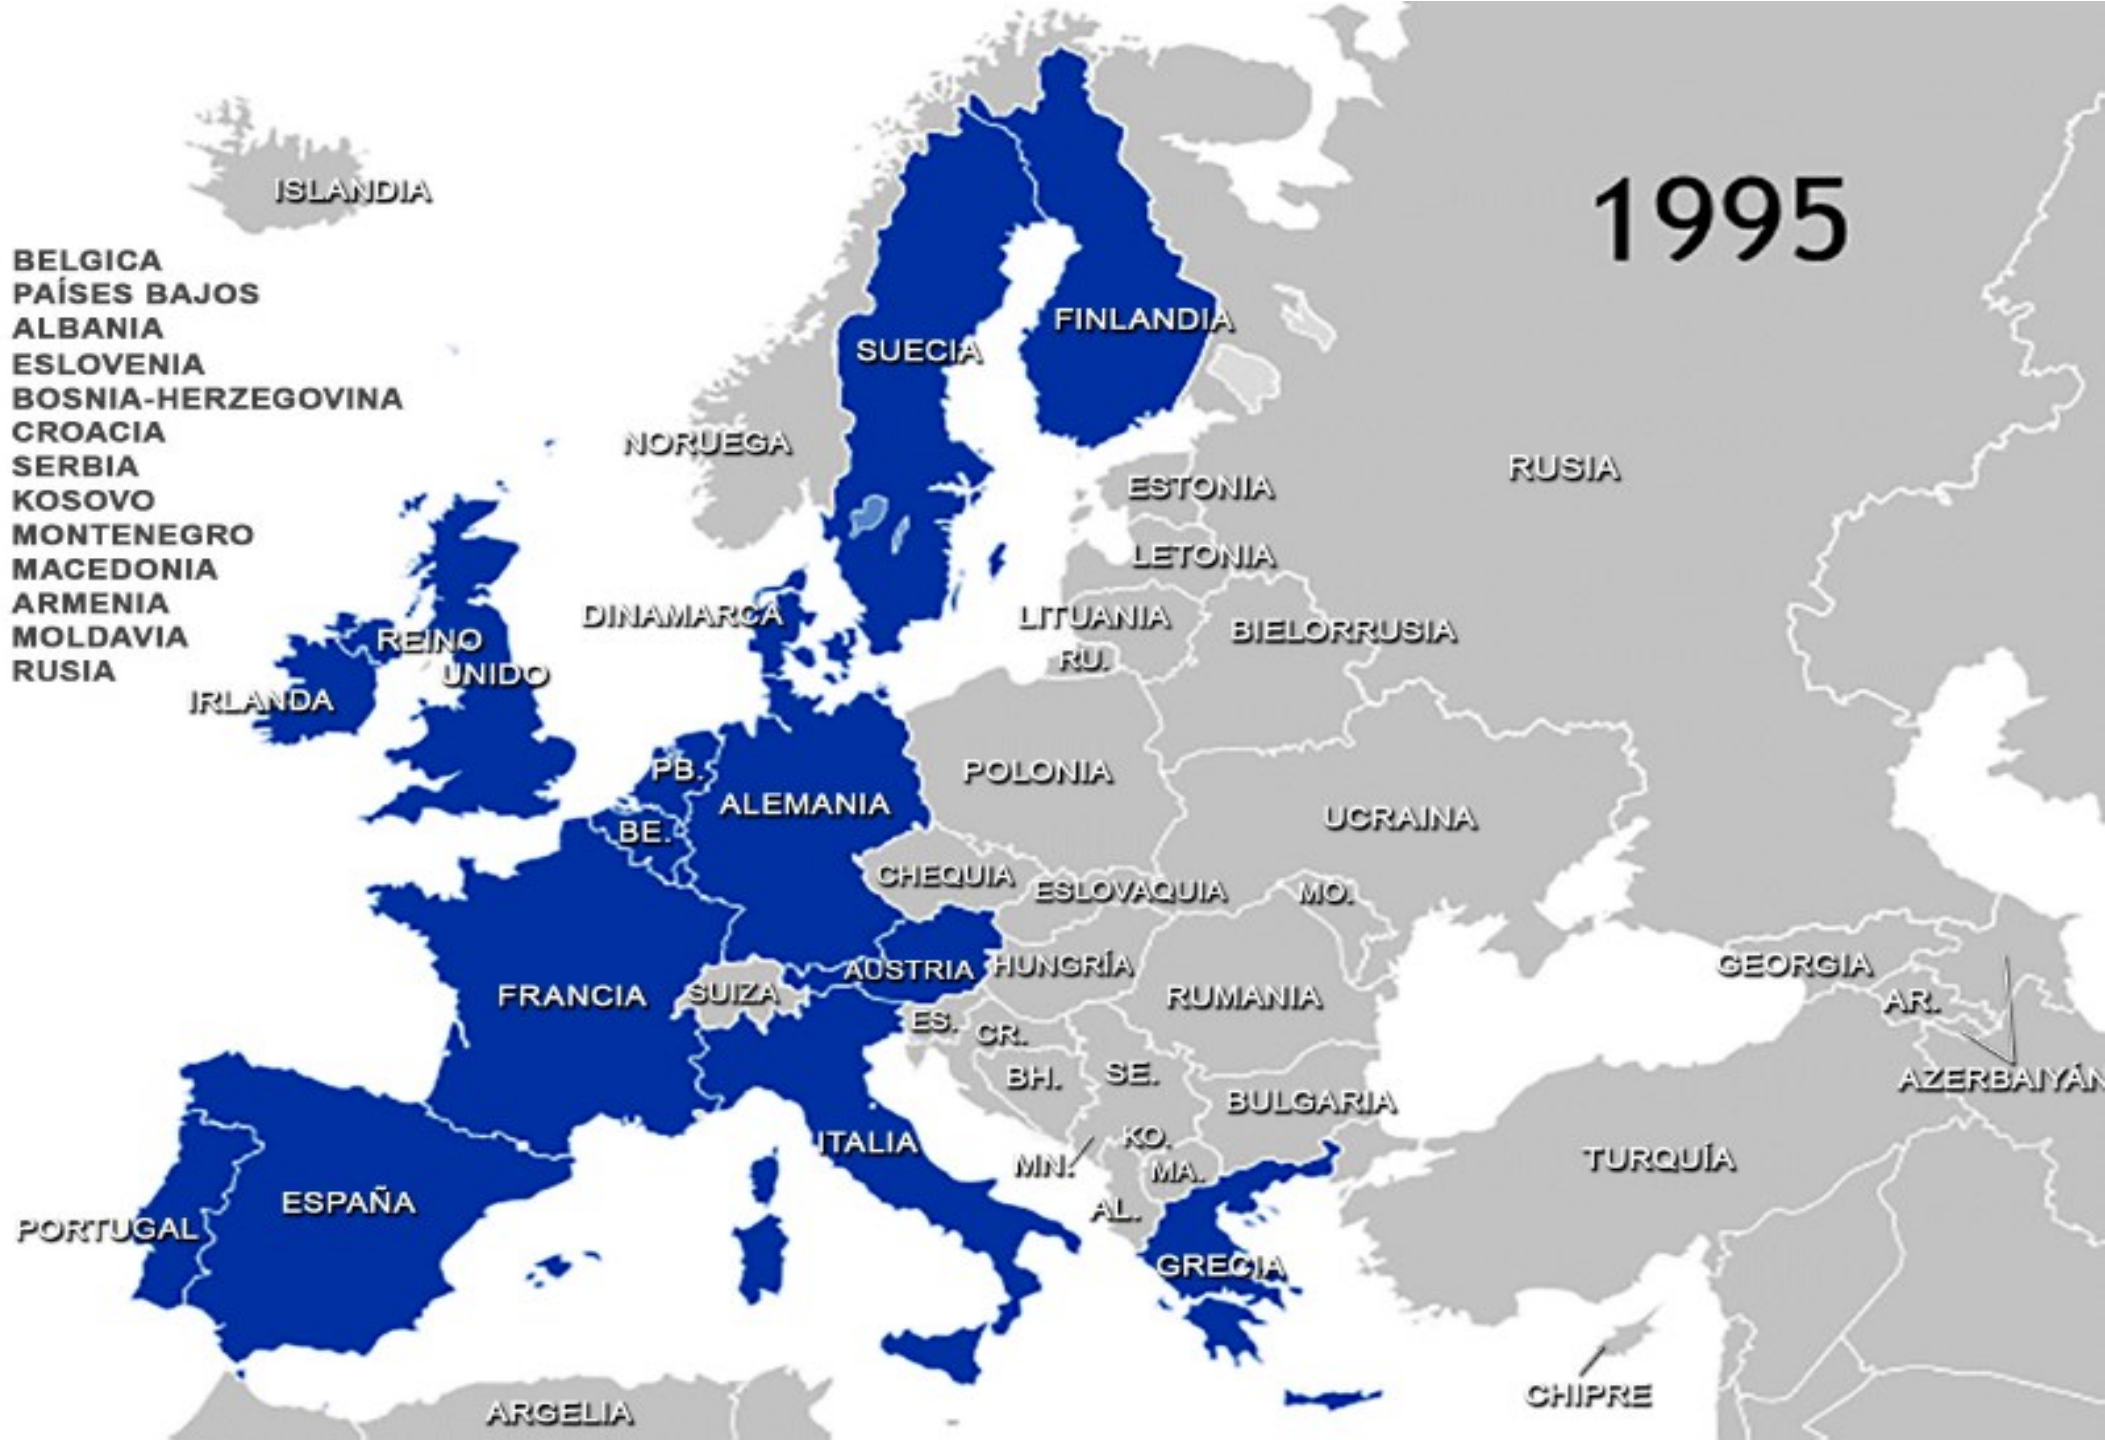 1995
ISLANDIA
BELGICA
PAÍSES BAJOS
ALBANIA
ESLOVENIA
BOSNIA-HERZEGOVINA
CROACIA
SERBIA
KOSOVO
MONTENEGRO
MACEDONIA
ARMENIA
MOLDAVIA
RUSIA
FINLANDIA
SUECIA
NORUEGA
RUSIA
ESTONIA
LETONIA
DINAMARCA
LITUANIA
BIELORRUSIA
RU.
REINO
UNIDO
IRLANDA
PB.
POLONIA
ALEMANIA
UCRAINA
BE.
CHEQUIA
ESLOVAQUIA
MO.
AUSTRIA
HUNGRÍA
GEORGIA
FRANCIA
SUIZA
RUMANIA
AR.
ES.
CR.
BH.
SE.
AZERBAIYÁN
BULGARIA
ITALIA
KO.
MN.
MA.
TURQUÍA
ESPAÑA
AL.
PORTUGAL
GRECIA
CHIPRE
ARGELIA